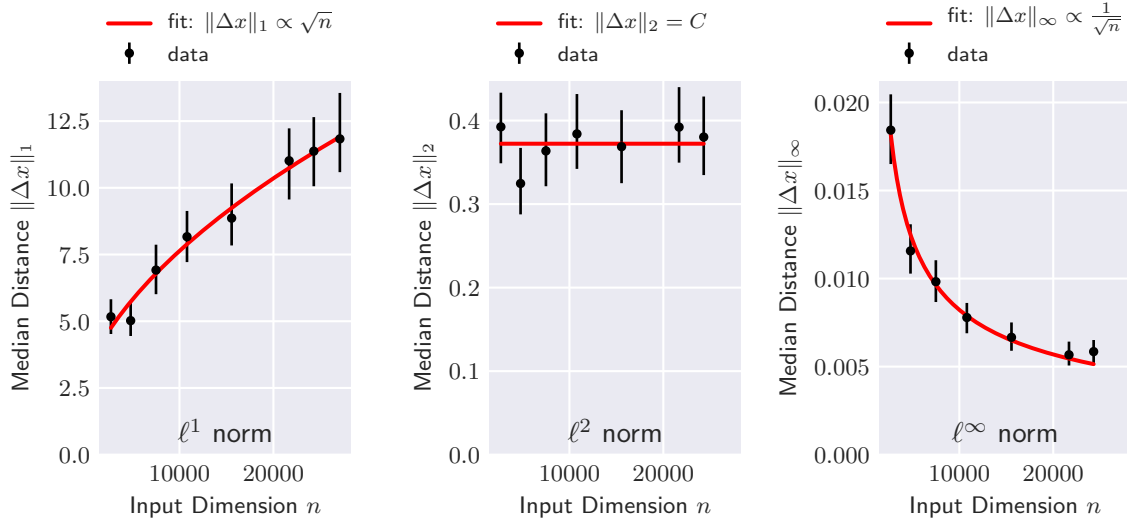 fit: ‖Δx‖₁ ∝ √n
data
Median Distance ‖Δx‖₁
12.5
10.0
7.5
5.0
2.5
0.0
ℓ¹ norm
10000 20000
Input Dimension n
fit: ‖Δx‖₂ = C
data
Median Distance ‖Δx‖₂
0.4
0.3
0.2
0.1
0.0
ℓ² norm
10000 20000
Input Dimension n
fit: ‖Δx‖∞ ∝ 1/√n
data
Median Distance ‖Δx‖∞
0.020
0.015
0.010
0.005
0.000
ℓ∞ norm
10000 20000
Input Dimension n